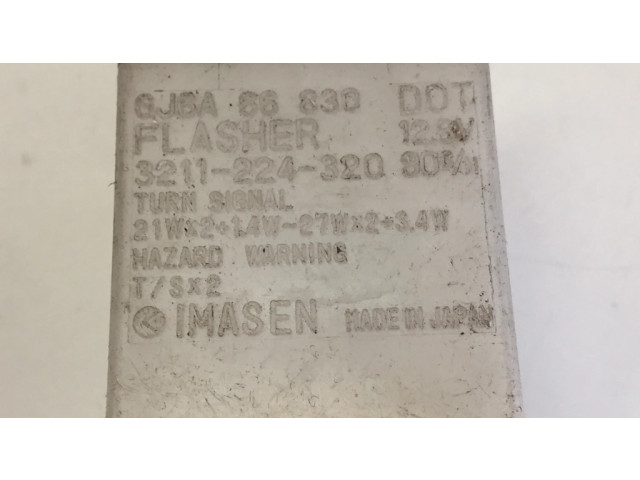 GJ6A 66 830 DOT
FLASHER 12.8V
3211-224-320 90℅
TURN SIGNAL
21W×2+1.4W-27W×2+3.4W
HAZARD WARNING
T/S×2
IMASEN MADE IN JAPAN